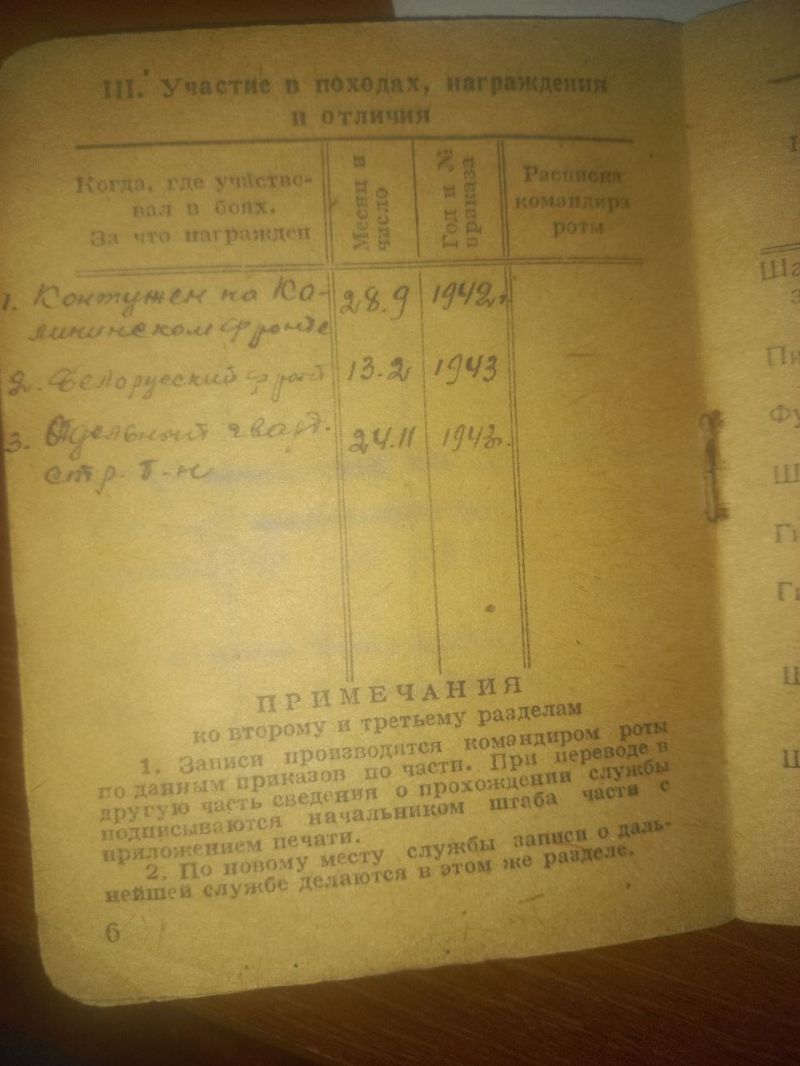 III. Участие в походах, награждения
и отличия
Когда, где участво-
вал в боях.
За что награжден
Месяц и
число
Год и №
приказа
Расписка
командира
роты
1. Контужен на Ка-
лининском фронте
28.9
1942г.
2. Белорусский фронт
13.2
1943
3. Отдельный гвард.
стр. б-н
24.11
1943г.
ПРИМЕЧАНИЯ
ко второму и третьему разделам
1. Записи производятся командиром роты
по данным приказов по части. При переводе в
другую часть сведения о прохождении службы
подписываются начальником штаба части с
приложением печати.
2. По новому месту службы записи о даль-
нейшей службе делаются в этом же разделе.
6